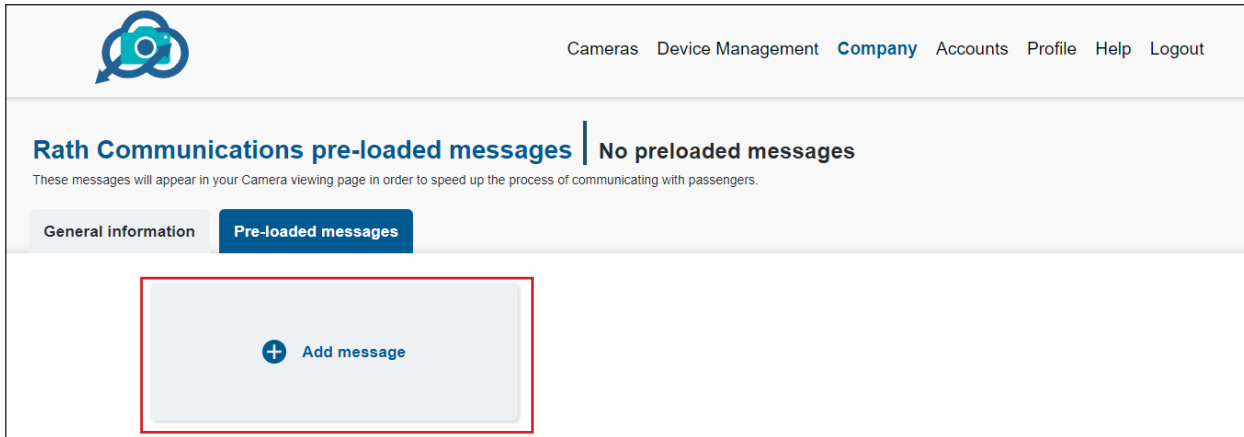 Cameras Device Management Company Accounts Profile Help Logout
Rath Communications pre-loaded messages No preloaded messages
These messages will appear in your Camera viewing page in order to speed up the process of communicating with passengers.
General information Pre-loaded messages
Add message